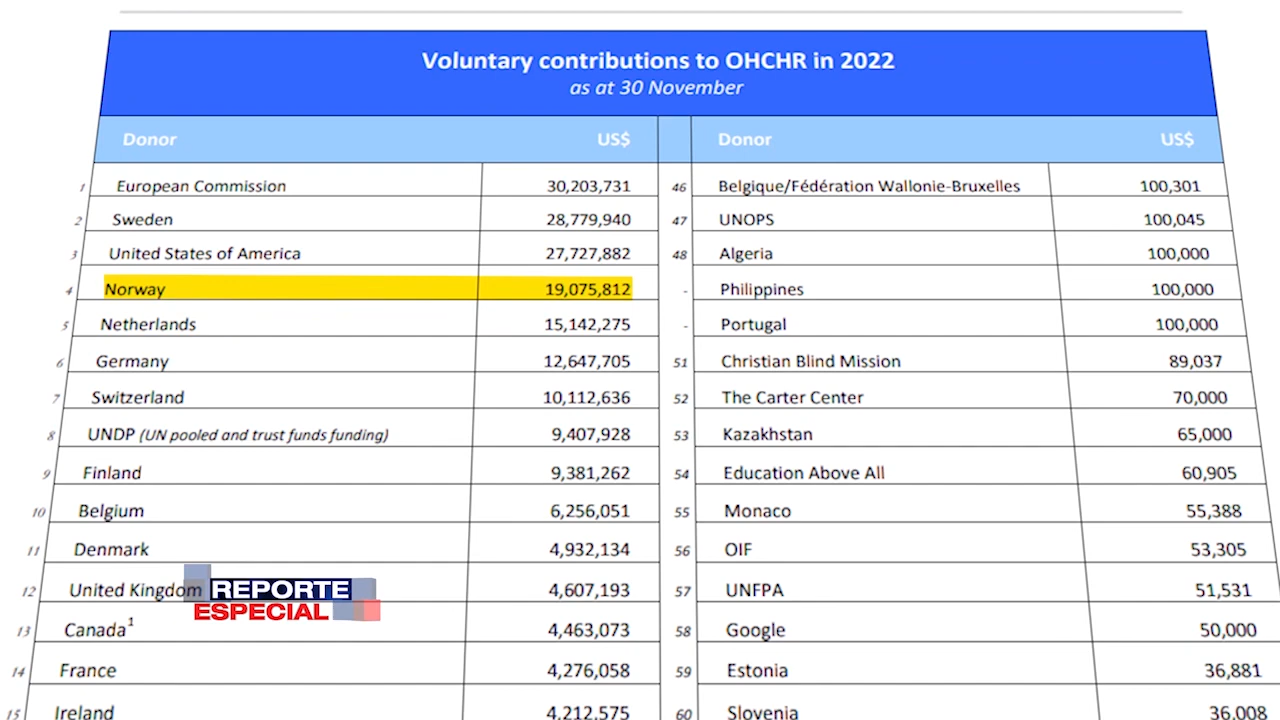 Voluntary contributions to OHCHR in 2022
as at 30 November
Donor US$ Donor US$
1 European Commission 30,203,731 46 Belgique/Fédération Wallonie-Bruxelles 100,301
2 Sweden 28,779,940 47 UNOPS 100,045
3 United States of America 27,727,882 48 Algeria 100,000
4 Norway 19,075,812 - Philippines 100,000
5 Netherlands 15,142,275 - Portugal 100,000
6 Germany 12,647,705 51 Christian Blind Mission 89,037
7 Switzerland 10,112,636 52 The Carter Center 70,000
8 UNDP (UN pooled and trust funds funding) 9,407,928 53 Kazakhstan 65,000
9 Finland 9,381,262 54 Education Above All 60,905
10 Belgium 6,256,051 55 Monaco 55,388
11 Denmark 4,932,134 56 OIF 53,305
12 United Kingdom 4,607,193 57 UNFPA 51,531
REPORTE
ESPECIAL
13 Canada¹ 4,463,073 58 Google 50,000
14 France 4,276,058 59 Estonia 36,881
15 Ireland 4,212,575 60 Slovenia 36,008